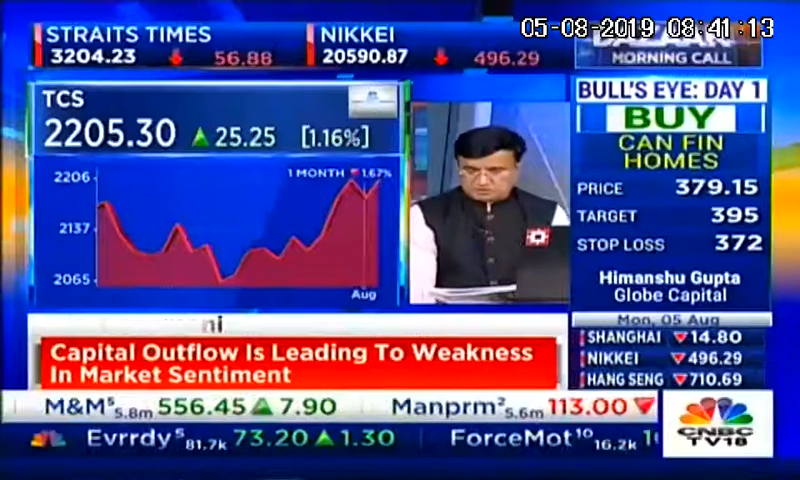 STRAITS TIMES
3204.23 56.88
NIKKEI
20590.87 496.29
05-08-2019 08:41:13
BAZAAR
MORNING CALL
TCS
2205.30 25.25 [1.16%]
1 MONTH 1.67%
2206
2137
2065
Aug
BULL'S EYE: DAY 1
BUY
CAN FIN
HOMES
PRICE 379.15
TARGET 395
STOP LOSS 372
Himanshu Gupta
Globe Capital
Mon, 05 Aug
SHANGHAI 14.80
NIKKEI 496.29
HANG SENG 710.69
Capital Outflow Is Leading To Weakness
In Market Sentiment
M&M⁵ 5.8m 556.45 7.90 Manprm² 5.6m 113.00
Evrrdy⁵ 81.7k 73.20 1.30 ForceMot¹⁰ 16.2k
CNBC
TV18